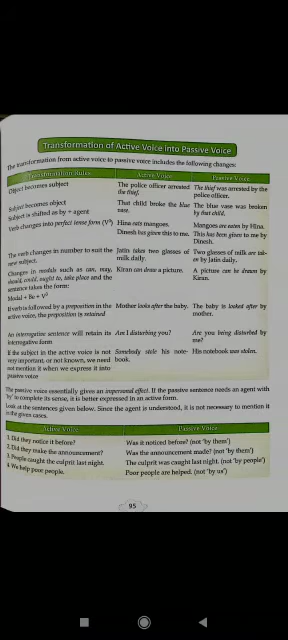 Transformation of Active Voice into Passive Voice
The transformation from active voice to passive voice includes the following changes:
Transformation Rules Active Voice Passive Voice
Object becomes subject The police officer arrested the thief. The thief was arrested by the police officer.
Subject becomes object That child broke the blue vase. The blue vase was broken by that child.
Subject is shifted as by + agent
Verb changes into perfect tense form (V³) Hina eats mangoes. Mangoes are eaten by Hina.
Dinesh has given this to me. This has been given to me by Dinesh.
The verb changes in number to suit the new subject. Jatin takes two glasses of milk daily. Two glasses of milk are taken by Jatin daily.
Changes in modals such as can, may, should, could, ought to, take place and the sentence takes the form: Kiran can draw a picture. A picture can be drawn by Kiran.
Modal + Be + V³
If verb is followed by a preposition in the active voice, the preposition is retained Mother looks after the baby. The baby is looked after by mother.
An interrogative sentence will retain its interrogative form Am I disturbing you? Are you being disturbed by me?
If the subject in the active voice is not very important, or not known, we need not mention it when we express it into passive voice Somebody stole his note-book. His notebook was stolen.
The passive voice essentially gives an impersonal effect. If the passive sentence needs an agent with
'by' to complete its sense, it is better expressed in an active form.
Look at the sentences given below. Since the agent is understood, it is not necessary to mention it
in the given cases.
Active Voice Passive Voice
1. Did they notice it before? Was it noticed before? (not 'by them')
2. Did they make the announcement? Was the announcement made? (not 'by them')
3. People caught the culprit last night. The culprit was caught last night. (not 'by people')
4. We help poor people. Poor people are helped. (not 'by us')
95